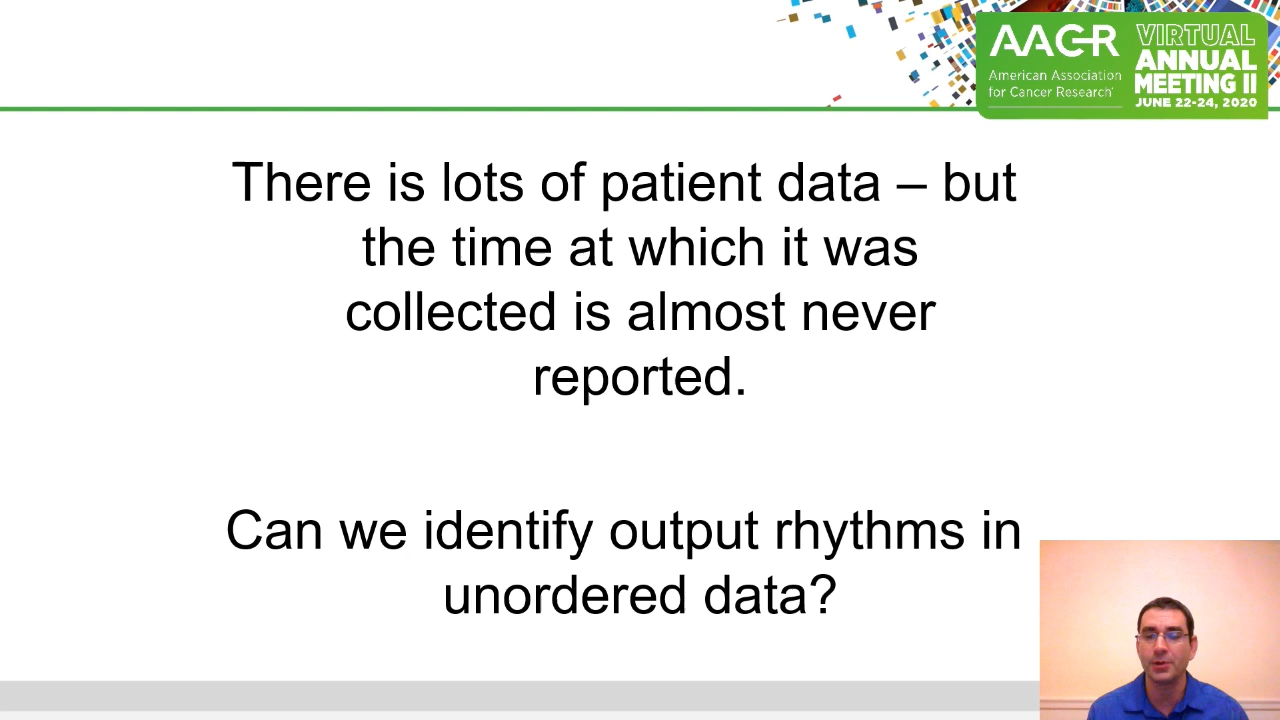 AACR
American Association
for Cancer Research
VIRTUAL
ANNUAL
MEETING II
JUNE 22-24, 2020
There is lots of patient data – but
the time at which it was
collected is almost never
reported.
Can we identify output rhythms in
unordered data?